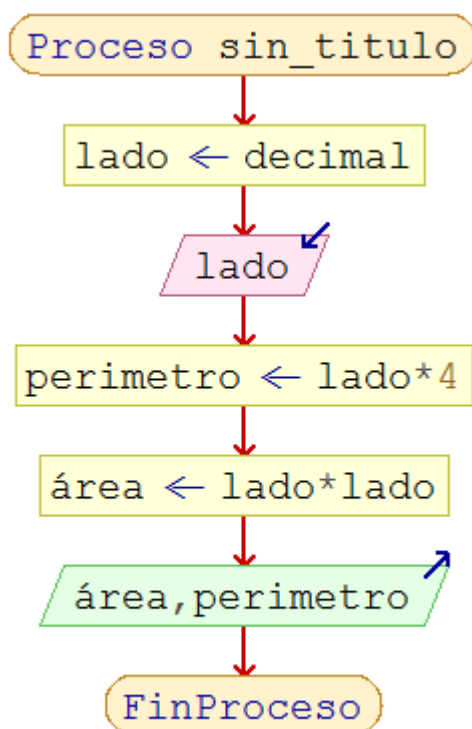 Proceso sin_titulo
lado ← decimal
lado
perimetro ← lado*4
área ← lado*lado
área,perimetro
FinProceso